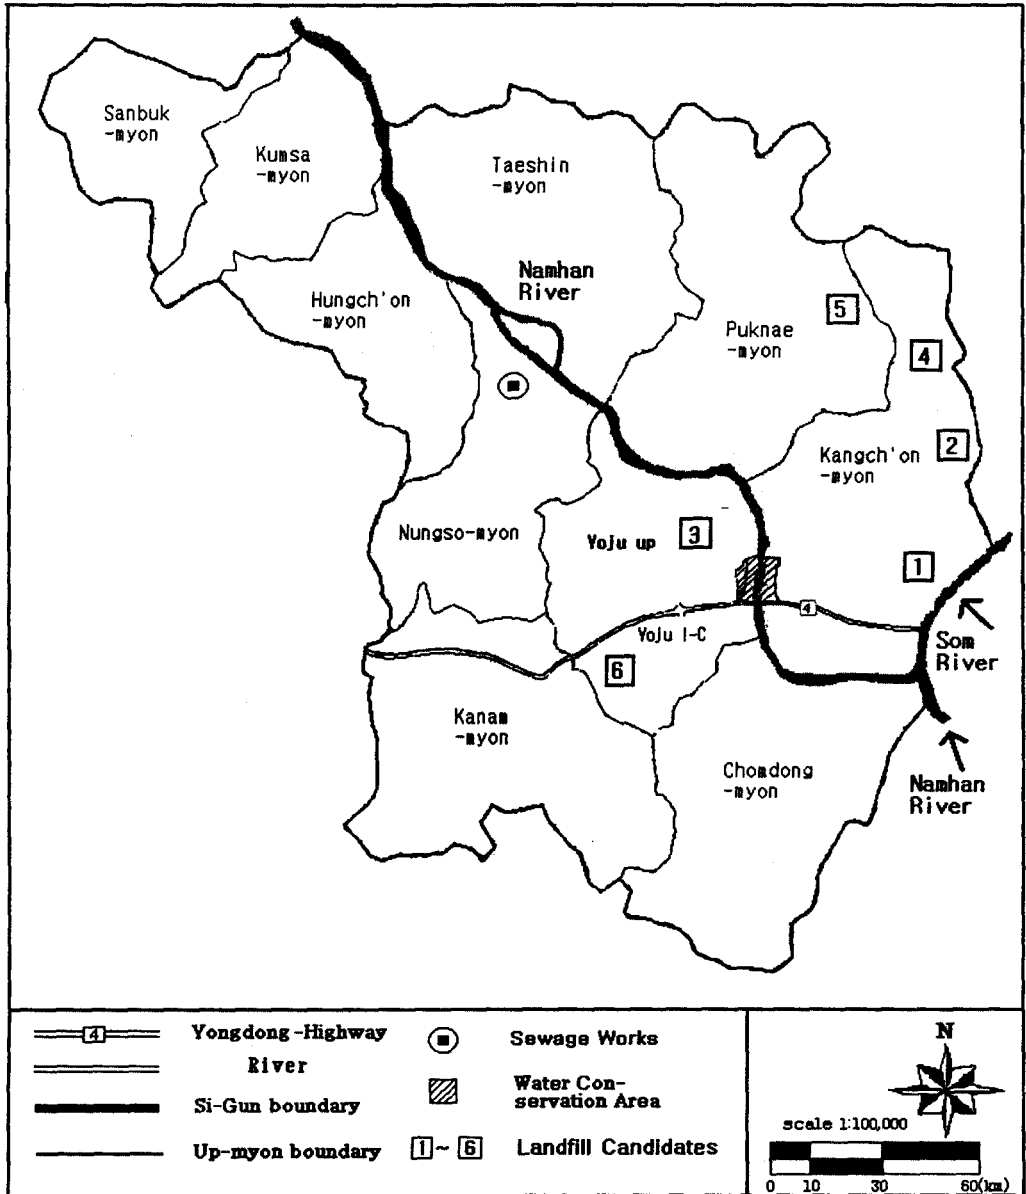 Sanbuk
-myon
Kumsa
-myon
Taeshin
-myon
Namhan
River
Hungch'on
-myon
5
Puknae
-myon
4
2
Kangch'on
-myon
Nungso-myon
Yoju up
3
1
4
Yoju I-C
Som
River
6
Kanam
-myon
Chomdong
-myon
Namhan
River
4
Yongdong-Highway
River
Si-Gun boundary
Up-myon boundary
Sewage Works
Water Con-
servation Area
1 ~ 6
Landfill Candidates
N
scale 1:100,000
0 10 30 60(km)